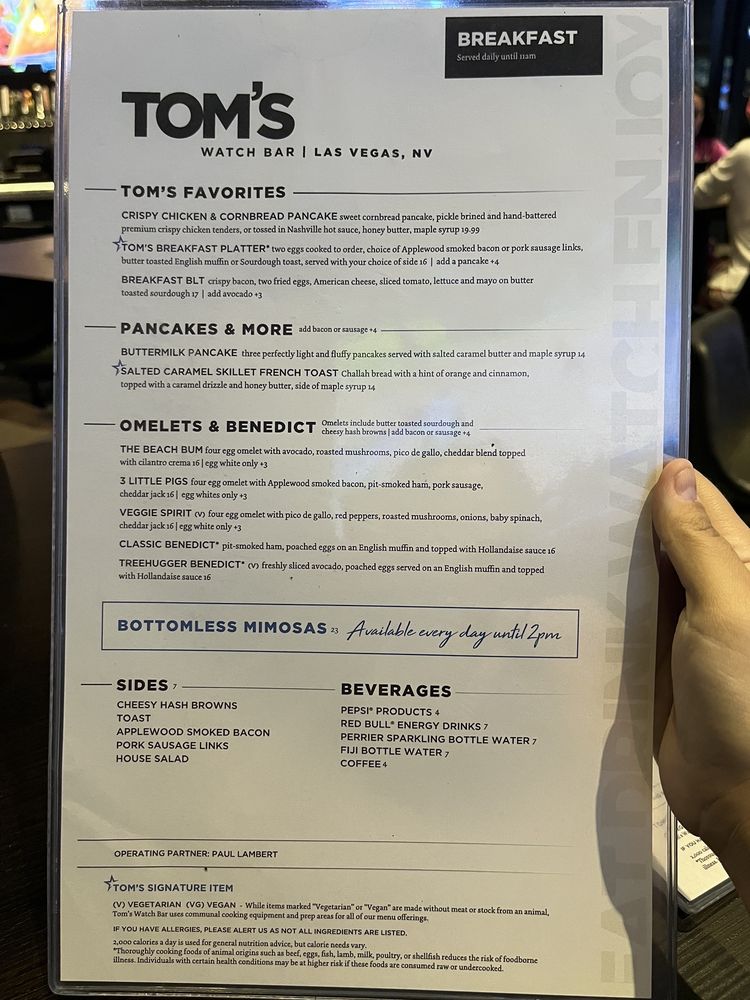 BREAKFAST
Served daily until 11am
TOM'S
WATCH BAR | LAS VEGAS, NV
TOM'S FAVORITES
CRISPY CHICKEN & CORNBREAD PANCAKE sweet cornbread pancake, pickle brined and hand-battered
premium crispy chicken tenders, or tossed in Nashville hot sauce, honey butter, maple syrup 19.99
TOM'S BREAKFAST PLATTER* two eggs cooked to order, choice of Applewood smoked bacon or pork sausage links,
butter toasted English muffin or Sourdough toast, served with your choice of side 16 | add a pancake +4
BREAKFAST BLT crispy bacon, two fried eggs, American cheese, sliced tomato, lettuce and mayo on butter
toasted sourdough 17 | add avocado +3
PANCAKES & MORE add bacon or sausage +4
BUTTERMILK PANCAKE three perfectly light and fluffy pancakes served with salted caramel butter and maple syrup 14
SALTED CARAMEL SKILLET FRENCH TOAST Challah bread with a hint of orange and cinnamon,
topped with a caramel drizzle and honey butter, side of maple syrup 14
OMELETS & BENEDICT Omelets include butter toasted sourdough and
cheesy hash browns | add bacon or sausage +4
THE BEACH BUM four egg omelet with avocado, roasted mushrooms, pico de gallo, cheddar blend topped
with cilantro crema 16 | egg white only +3
3 LITTLE PIGS four egg omelet with Applewood smoked bacon, pit-smoked ham, pork sausage,
cheddar jack 16 | egg whites only +3
VEGGIE SPIRIT (V) four egg omelet with pico de gallo, red peppers, roasted mushrooms, onions, baby spinach,
cheddar jack 16 | egg white only +3
CLASSIC BENEDICT* pit-smoked ham, poached eggs on an English muffin and topped with Hollandaise sauce 16
TREEHUGGER BENEDICT* (V) freshly sliced avocado, poached eggs served on an English muffin and topped
with Hollandaise sauce 16
BOTTOMLESS MIMOSAS 23 Available every day until 2pm
SIDES 7
CHEESY HASH BROWNS
TOAST
APPLEWOOD SMOKED BACON
PORK SAUSAGE LINKS
HOUSE SALAD
BEVERAGES
PEPSI® PRODUCTS 4
RED BULL® ENERGY DRINKS 7
PERRIER SPARKLING BOTTLE WATER 7
FIJI BOTTLE WATER 7
COFFEE 4
OPERATING PARTNER: PAUL LAMBERT
TOM'S SIGNATURE ITEM
(V) VEGETARIAN (VG) VEGAN - While items marked "Vegetarian" or "Vegan" are made without meat or stock from an animal,
Tom's Watch Bar uses communal cooking equipment and prep areas for all of our menu offerings.
IF YOU HAVE ALLERGIES, PLEASE ALERT US AS NOT ALL INGREDIENTS ARE LISTED.
2,000 calories a day is used for general nutrition advice, but calorie needs vary.
*Thoroughly cooking foods of animal origins such as beef, eggs, fish, lamb, milk, poultry, or shellfish reduces the risk of foodborne
illness. Individuals with certain health conditions may be at higher risk if these foods are consumed raw or undercooked.
EAT DRINK WATCH ENJOY